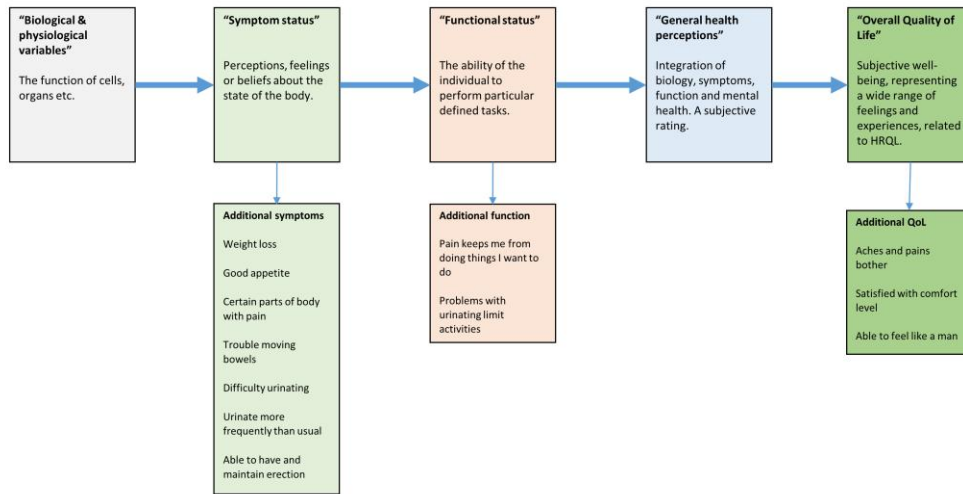 “Biological &
physiological
variables”
The function of cells,
organs etc.
“Symptom status”
Perceptions, feelings
or beliefs about the
state of the body.
“Functional status”
The ability of the
individual to
perform particular
defined tasks.
“General health
perceptions”
Integration of
biology, symptoms,
function and mental
health. A subjective
rating.
“Overall Quality of
Life”
Subjective well-
being, representing
a wide range of
feelings and
experiences, related
to HRQL.
Additional symptoms
Weight loss
Good appetite
Certain parts of body
with pain
Trouble moving
bowels
Difficulty urinating
Urinate more
frequently than usual
Able to have and
maintain erection
Additional function
Pain keeps me from
doing things I want to
do
Problems with
urinating limit
activities
Additional QoL
Aches and pains
bother
Satisfied with comfort
level
Able to feel like a man